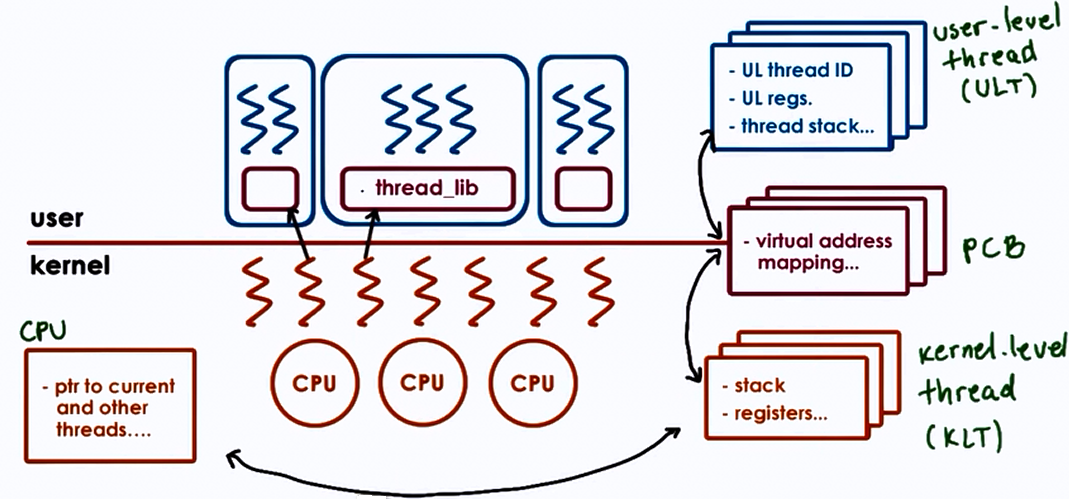 user-level
thread
(ULT)
- UL thread ID
- UL regs.
- thread stack...
thread_lib
user
kernel
- virtual address
mapping...
PCB
CPU
- ptr to current
and other
threads....
CPU
CPU
CPU
- stack
- registers...
kernel-level
thread
(KLT)